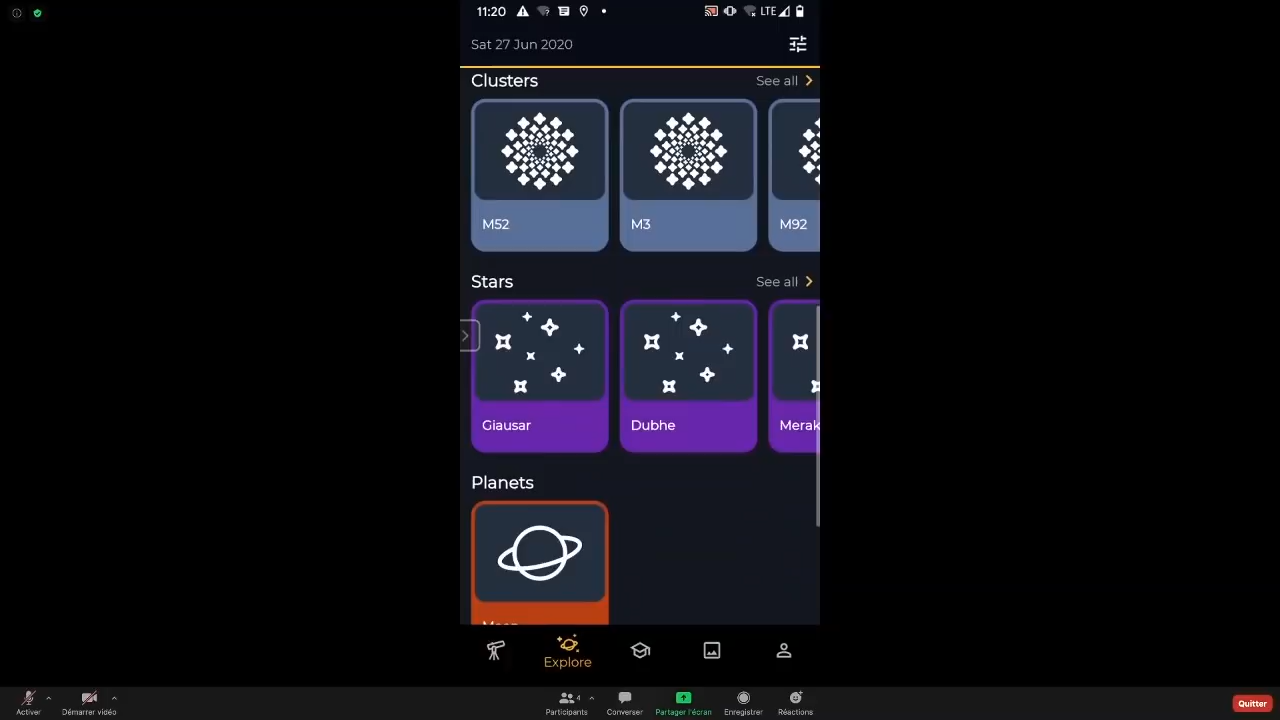 11:20 LTE
Sat 27 Jun 2020
Clusters See all
M52 M3 M92
Stars See all
Giausar Dubhe Merak
Planets
Explore
Activer Démarrer vidéo Participants 4 Converser Partager l'écran Enregistrer Réactions Quitter